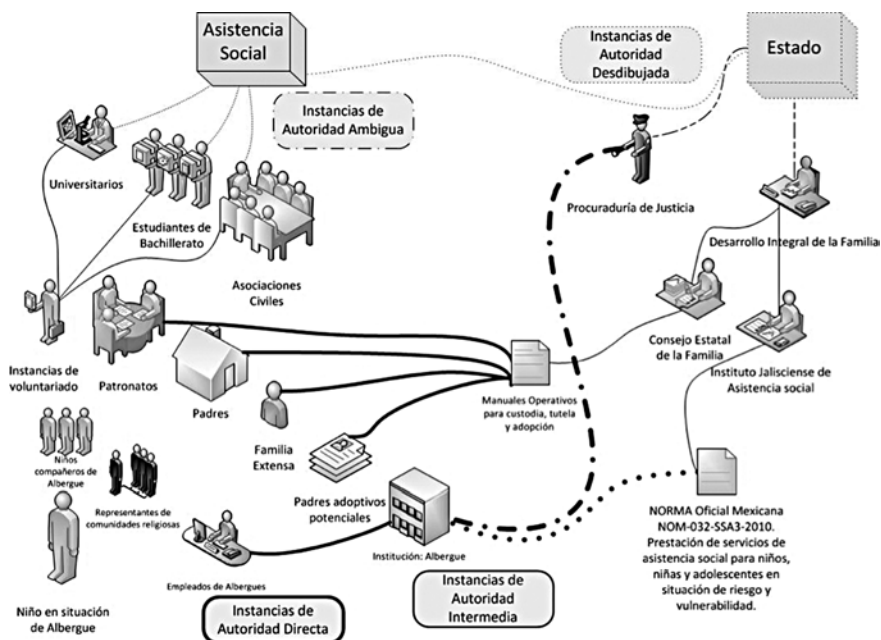 Asistencia
Social
Instancias de
Autoridad
Desdibujada
Estado
Instancias de
Autoridad Ambigua
Universitarios
Estudiantes de
Bachillerato
Asociaciones
Civiles
Procuraduría de Justicia
Desarrollo Integral de la Familia
Consejo Estatal
de la Familia
Instituto Jalisciense de
Asistencia social
Instancias de
voluntariado
Patronatos
Padres
Manuales Operativos
para custodia, tutela
y adopción
Familia
Extensa
Niños
compañeros de
Albergue
Representantes de
comunidades religiosas
Padres adoptivos
potenciales
Institución: Albergue
NORMA Oficial Mexicana
NOM-032-SSA3-2010.
Prestación de servicios de
asistencia social para niños,
niñas y adolescentes en
situación de riesgo y
vulnerabilidad.
Empleados de Albergues
Niño en situación
de Albergue
Instancias de
Autoridad Directa
Instancias de
Autoridad
Intermedia